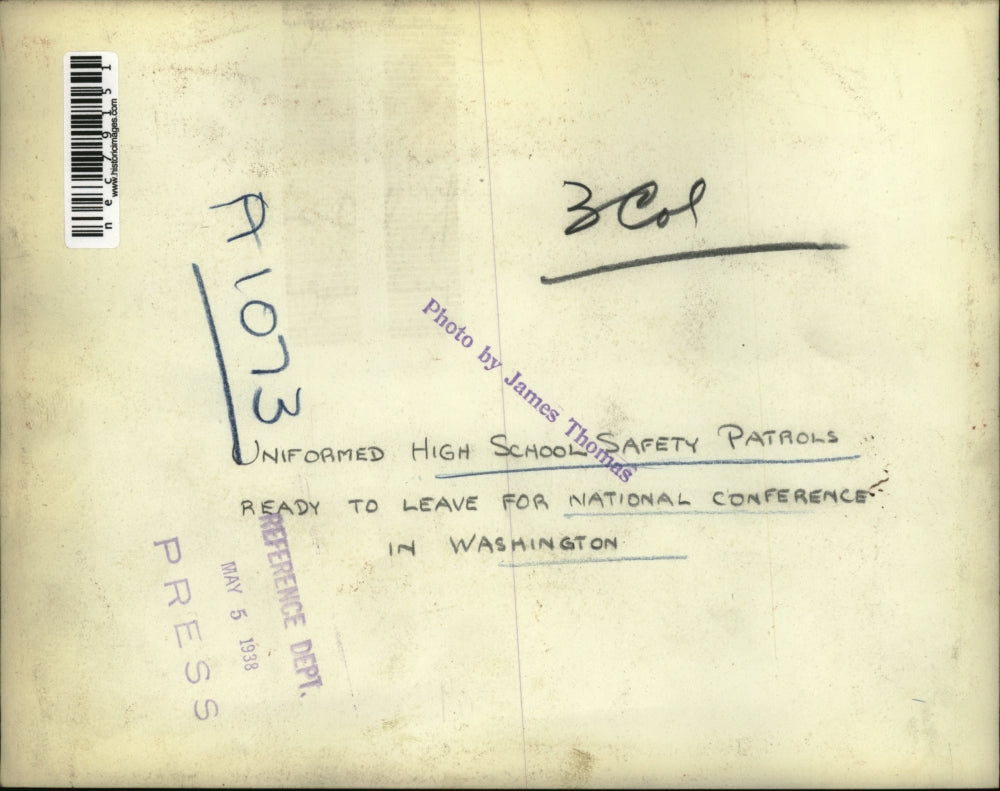 nec79151
www.historicimages.com
A 1073
3 Col
Photo by James Thomas
UNIFORMED HIGH SCHOOL SAFETY PATROLS
READY TO LEAVE FOR NATIONAL CONFERENCE
IN WASHINGTON
REFERENCE DEPT.
MAY 5 1938
PRESS